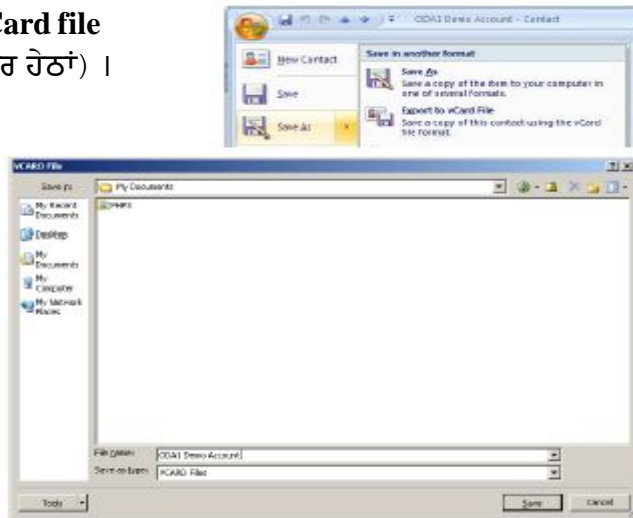 Card file
ਰ ਹੇਠਾਂ) ।
ODA1 Demo Account - Contact
New Contact
Save
Save As
Save in another format
Save As
Save a copy of the item to your computer in
one of several formats.
Export to vCard File
Save a copy of this contact using the vCard
file format.
VCARD File
Save in:
My Documents
My Recent
Documents
Desktop
My
Documents
My
Computer
My Network
Places
File name:
ODA1 Demo Account
Save as type:
VCARD Files
Tools
Save
Cancel